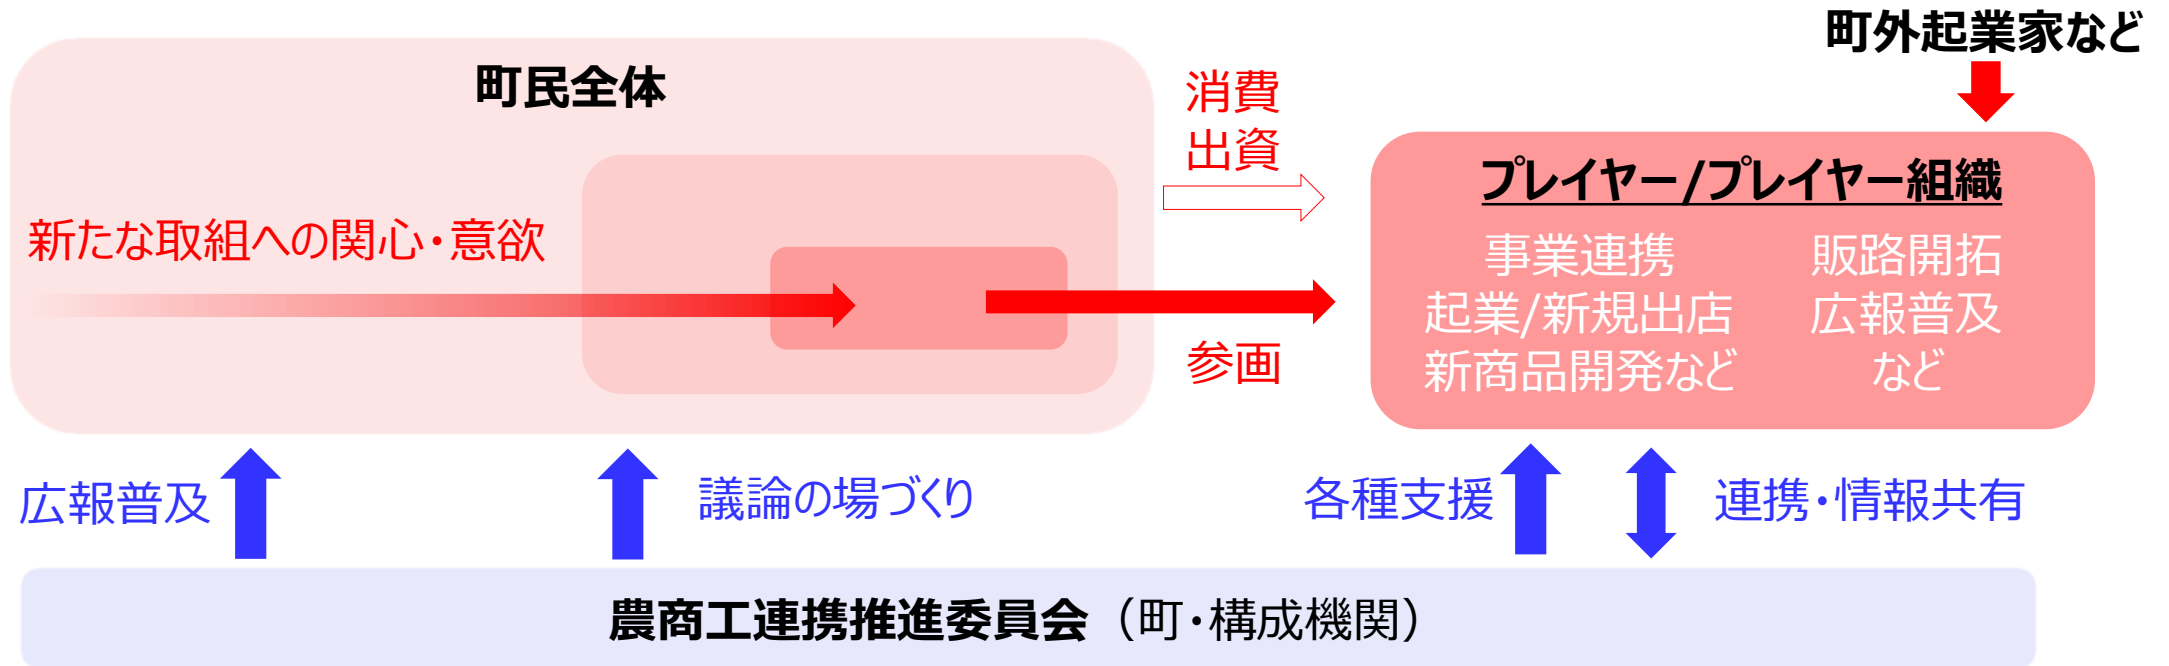 町外起業家など
町民全体
消費
出資
プレイヤー/プレイヤー組織
新たな取組への関心・意欲
事業連携
起業/新規出店
新商品開発など
販路開拓
広報普及
など
参画
広報普及
議論の場づくり
各種支援
連携・情報共有
農商工連携推進委員会（町・構成機関）